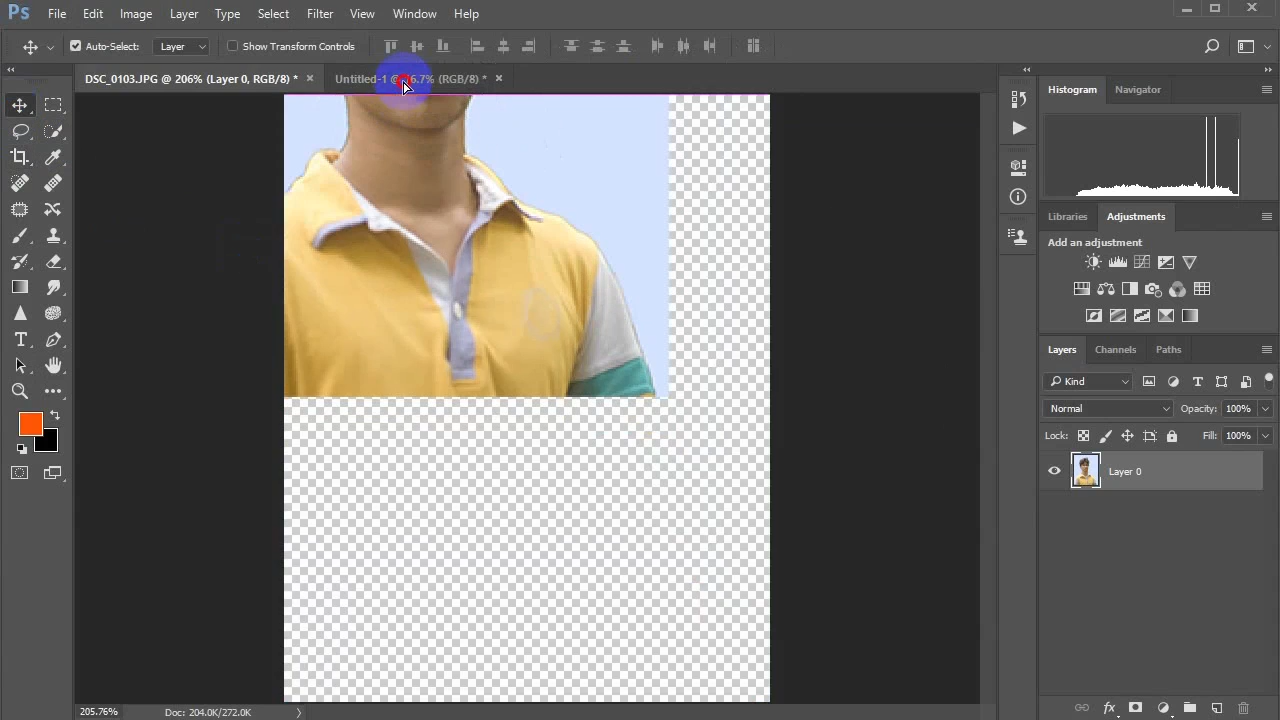 Ps File Edit Image Layer Type Select Filter View Window Help
Auto-Select: Layer Show Transform Controls
DSC_0103.JPG @ 206% (Layer 0, RGB/8) * Untitled-1 @ 16.7% (RGB/8) *
Histogram Navigator
Libraries Adjustments
Add an adjustment
Layers Channels Paths
Kind
Normal Opacity: 100%
Lock: Fill: 100%
Layer 0
205.76% Doc: 204.0K/272.0K